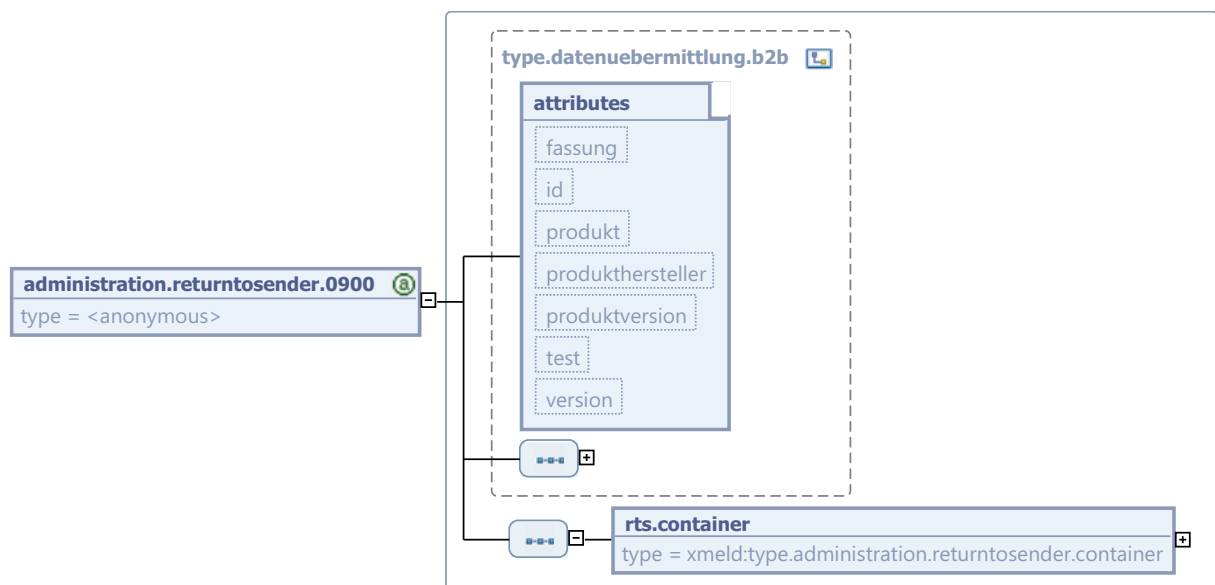 type.datenuebermittlung.b2b
attributes
fassung
id
produkt
produkthersteller
produktversion
test
version
administration.returntosender.0900
type = <anonymous>
rts.container
type = xmeld:type.administration.returntosender.container